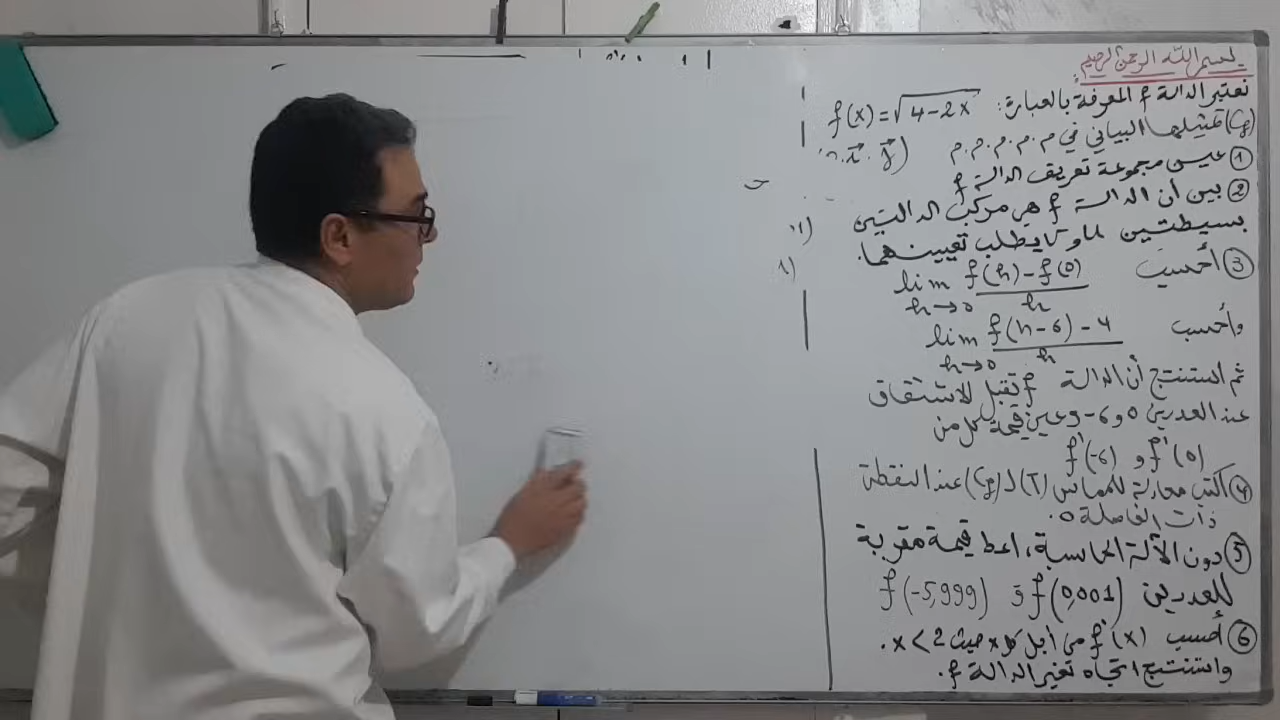 بسم الله الرحمن الرحيم
نعتبر الدالة f المعرفة بالعبارة: f(x)=√(4-2x)
(Cf) تمثيلها البياني في م.م.م.م (o.i.j)
① عين مجموعة تعريف الدالة f
② بين أن الدالة f هي مركب الدالتين
بسيطتين u و v يطلب تعيينهما.
③ أحسب lim h→0 (f(h)-f(0))/h
وأحسب lim h→0 (f(h-6)-4)/h
ثم استنتج أن الدالة f تقبل الاشتقاق
عند العددين 0 و 6- وعين قيمة كل من
f'(0) و f'(-6)
④ أكتب معادلة للمماس (T) لـ (Cf) عند النقطة
ذات الفاصلة 0.
⑤ دون الآلة الحاسبة، اعط قيمة مقربة
للعددين f(0,001) و f(-5,999)
⑥ أحسب f'(x) من أجل كل x حيث x<2.
واستنتج اتجاه تغير الدالة f.